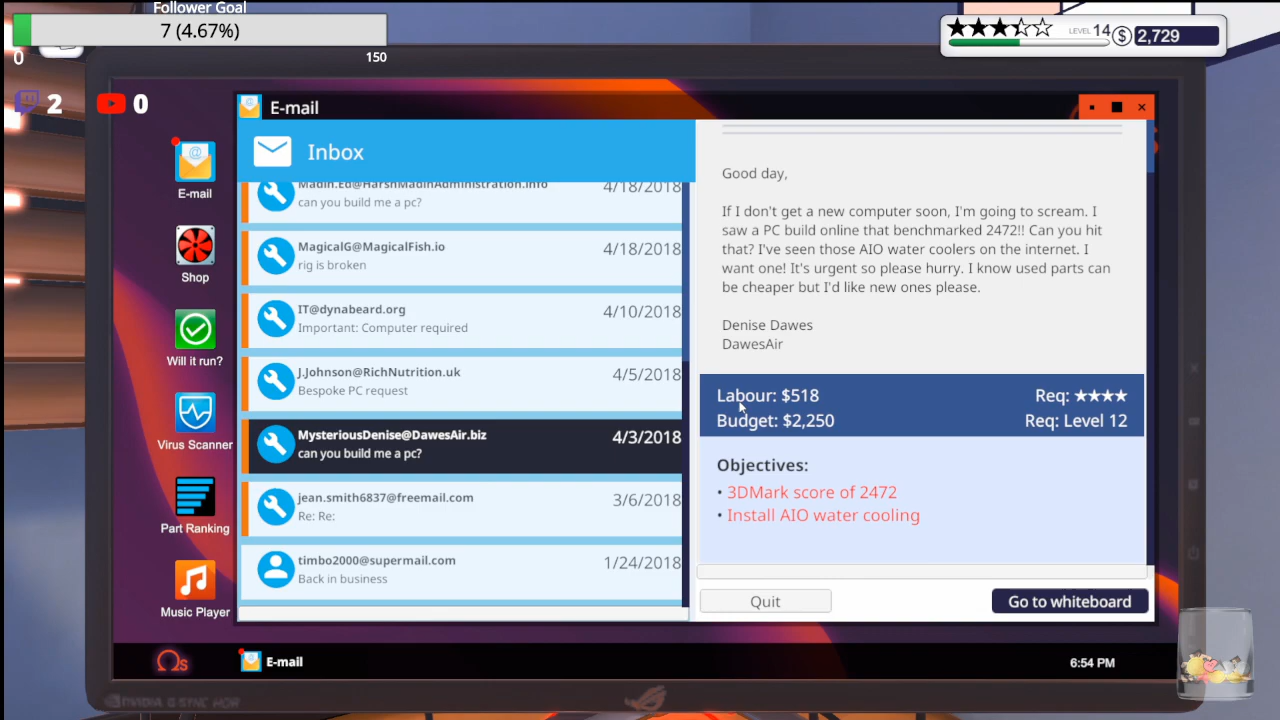 Follower Goal
7 (4.67%)
0
150
2
0
LEVEL 14
$ 2,729
E-mail
Shop
Will it run?
Virus Scanner
Part Ranking
Music Player
E-mail
Inbox
Madin.Ed@HarshMadinAdministration.info
can you build me a pc?
4/18/2018
MagicalG@MagicalFish.io
rig is broken
4/18/2018
IT@dynabeard.org
Important: Computer required
4/10/2018
J.Johnson@RichNutrition.uk
Bespoke PC request
4/5/2018
MysteriousDenise@DawesAir.biz
can you build me a pc?
4/3/2018
jean.smith6837@freemail.com
Re: Re:
3/6/2018
timbo2000@supermail.com
Back in business
1/24/2018
Good day,
If I don't get a new computer soon, I'm going to scream. I
saw a PC build online that benchmarked 2472!! Can you hit
that? I've seen those AIO water coolers on the internet. I
want one! It's urgent so please hurry. I know used parts can
be cheaper but I'd like new ones please.
Denise Dawes
DawesAir
Labour: $518
Req: ★★★★
Budget: $2,250
Req: Level 12
Objectives:
• 3DMark score of 2472
• Install AIO water cooling
Quit
Go to whiteboard
Ωs
E-mail
6:54 PM
NVIDIA G-SYNC HDR